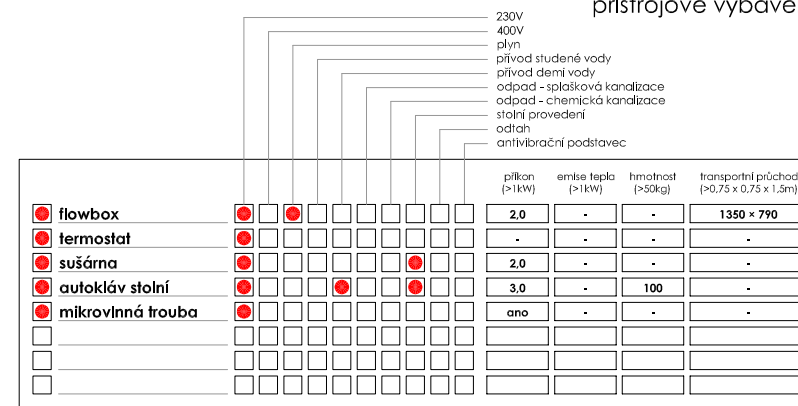 přístrojové vybave
230V
400V
plyn
přívod studené vody
přívod demi vody
odpad - splašková kanalizace
odpad - chemická kanalizace
stolní provedení
odtah
antivibrační podstavec
příkon emise tepla hmotnost transportní průchod
(>1kW) (>1kW) (>50kg) (>0,75 x 0,75 x 1,5m)
flowbox 2,0 - - 1350 × 790
termostat - - - -
sušárna 2,0 - - -
autokláv stolní 3,0 - 100 -
mikrovlnná trouba ano - - -